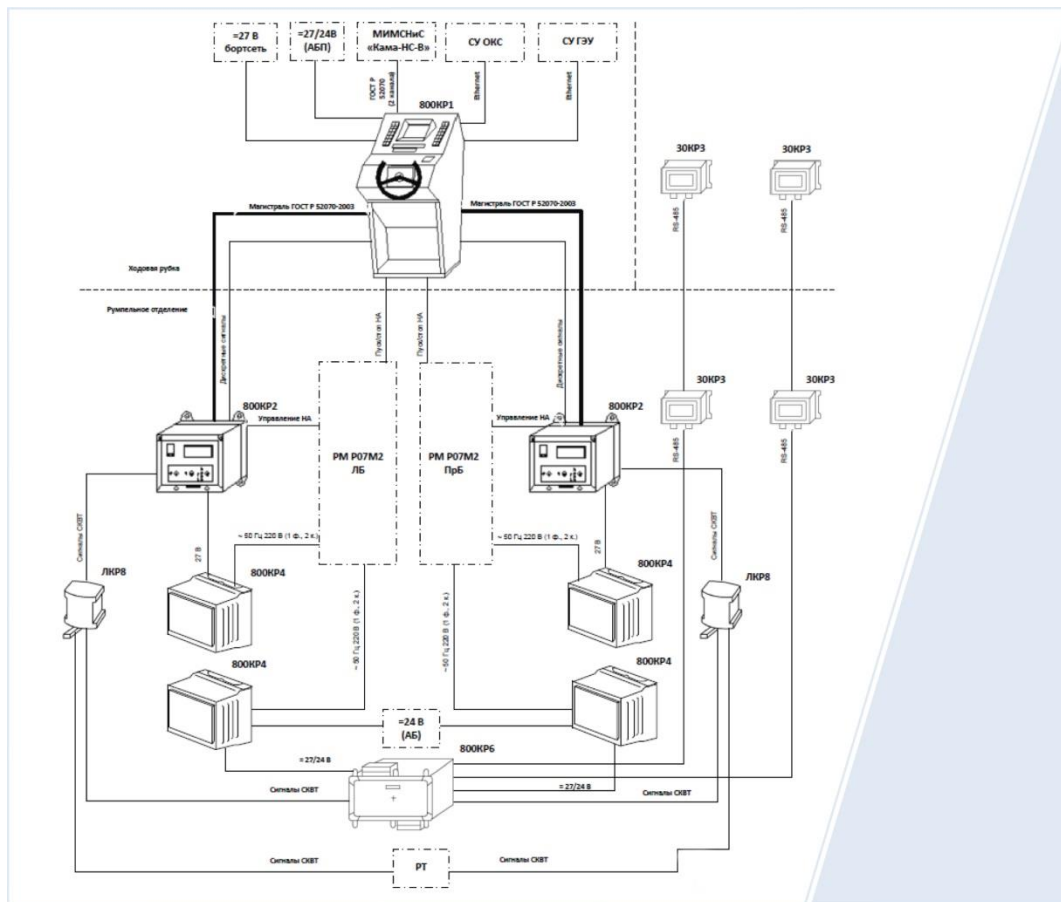 =27 В
бортсеть
=27/24В
(АБП)
МИМСНиС
«Кама-НС-В»
СУ ОКС
СУ ГЭУ
ГОСТ Р
52070
(2 канала)
Ethernet
Ethernet
800КР1
30КР3
30КР3
Магистраль ГОСТ Р 52070-2003
Магистраль ГОСТ Р 52070-2003
RS-485
RS-485
Ходовая рубка
Румпельное отделение
Дискретные сигналы
Пуск/стоп НА
Пуск/стоп НА
Дискретные сигналы
30КР3
30КР3
800КР2
800КР2
Управление НА
Управление НА
РМ Р07М2
ЛБ
РМ Р07М2
ПрБ
RS-485
RS-485
Сигналы СКВТ
27 В
~ 50 Гц 220 В (1 ф., 2 к.)
~ 50 Гц 220 В (1 ф., 2 к.)
27 В
Сигналы СКВТ
ЛКР8
800КР4
800КР4
ЛКР8
~ 50 Гц 220 В (1 ф., 2 к.)
~ 50 Гц 220 В (1 ф., 2 к.)
800КР4
800КР4
=24 В
(АБ)
800КР6
= 27/24 В
= 27/24 В
Сигналы СКВТ
Сигналы СКВТ
Сигналы СКВТ
РТ
Сигналы СКВТ